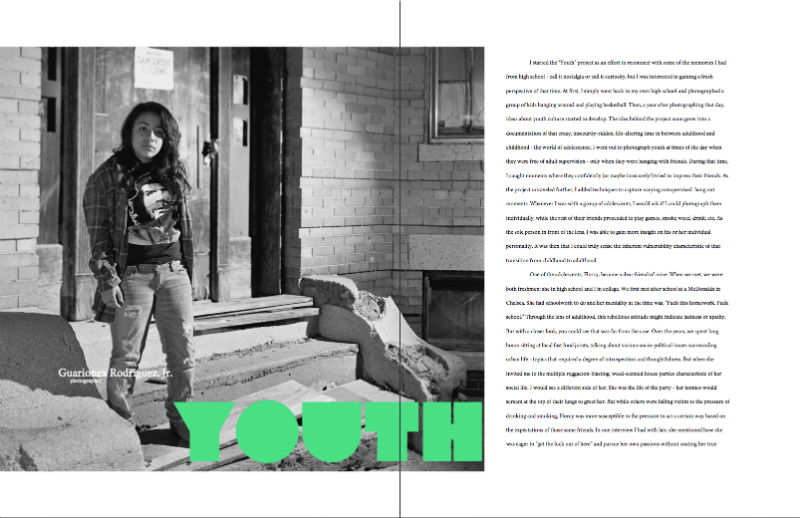 DANGEROUS
BUILDING
Guarionex Rodriguez, Jr.
photographer
YOUTH
I started the "Youth" project as an effort to reconnect with some of the memories I had
from high school - call it nostalgia or call it curiosity, but I was interested in gaining a fresh
perspective of that time. At first, I simply went back to my own high school and photographed a
group of kids hanging around and playing basketball. Then, a year after photographing that day,
ideas about youth culture started to develop. The idea behind the project soon grew into a
documentation of that crazy, insecurity-ridden, life-altering time in between adulthood and
childhood - the world of adolescence. I went out to photograph youth at times of the day when
they were free of adult supervision - only when they were hanging with friends. During that time,
I caught moments where they confidently (or maybe insecurely) tried to impress their friends. As
the project unraveled further, I added techniques to capture varying unsupervised hang out
moments. Whenever I was with a group of adolescents, I would ask if I could photograph them
individually, while the rest of their friends proceeded to play games, smoke weed, drink, etc. As
the sole person in front of the lens, I was able to gain more insight on his or her individual
personality. It was then that I could truly sense the inherent vulnerability characteristic of that
transition from childhood to adulthood.
One of the adolescents, Florcy, became a dear friend of mine. When we met, we were
both freshmen: she in high school and I in college. We first met after school at a McDonalds in
Chelsea. She had schoolwork to do and her mentality at the time was, "Fuck this homework. Fuck
school." Through the lens of adulthood, this rebellious attitude might indicate laziness or apathy.
But with a closer look, you could see that was far from the case. Over the years, we spent long
hours sitting at local fast food joints, talking about various socio-political issues surrounding
urban life - topics that required a degree of introspection and thoughtfulness. But when she
invited me to the multiple reggaeton-blasting, weed-scented house parties characteristic of her
social life, I would see a different side of her. She was the life of the party - her homies would
scream at the top of their lungs to greet her. But while others were falling victim to the pressure of
drinking and smoking, Florcy was more susceptible to the pressure to act a certain way based on
the expectations of those same friends. In one interview I had with her, she mentioned how she
was eager to "get the fuck out of here" and pursue her own passions without muting her true